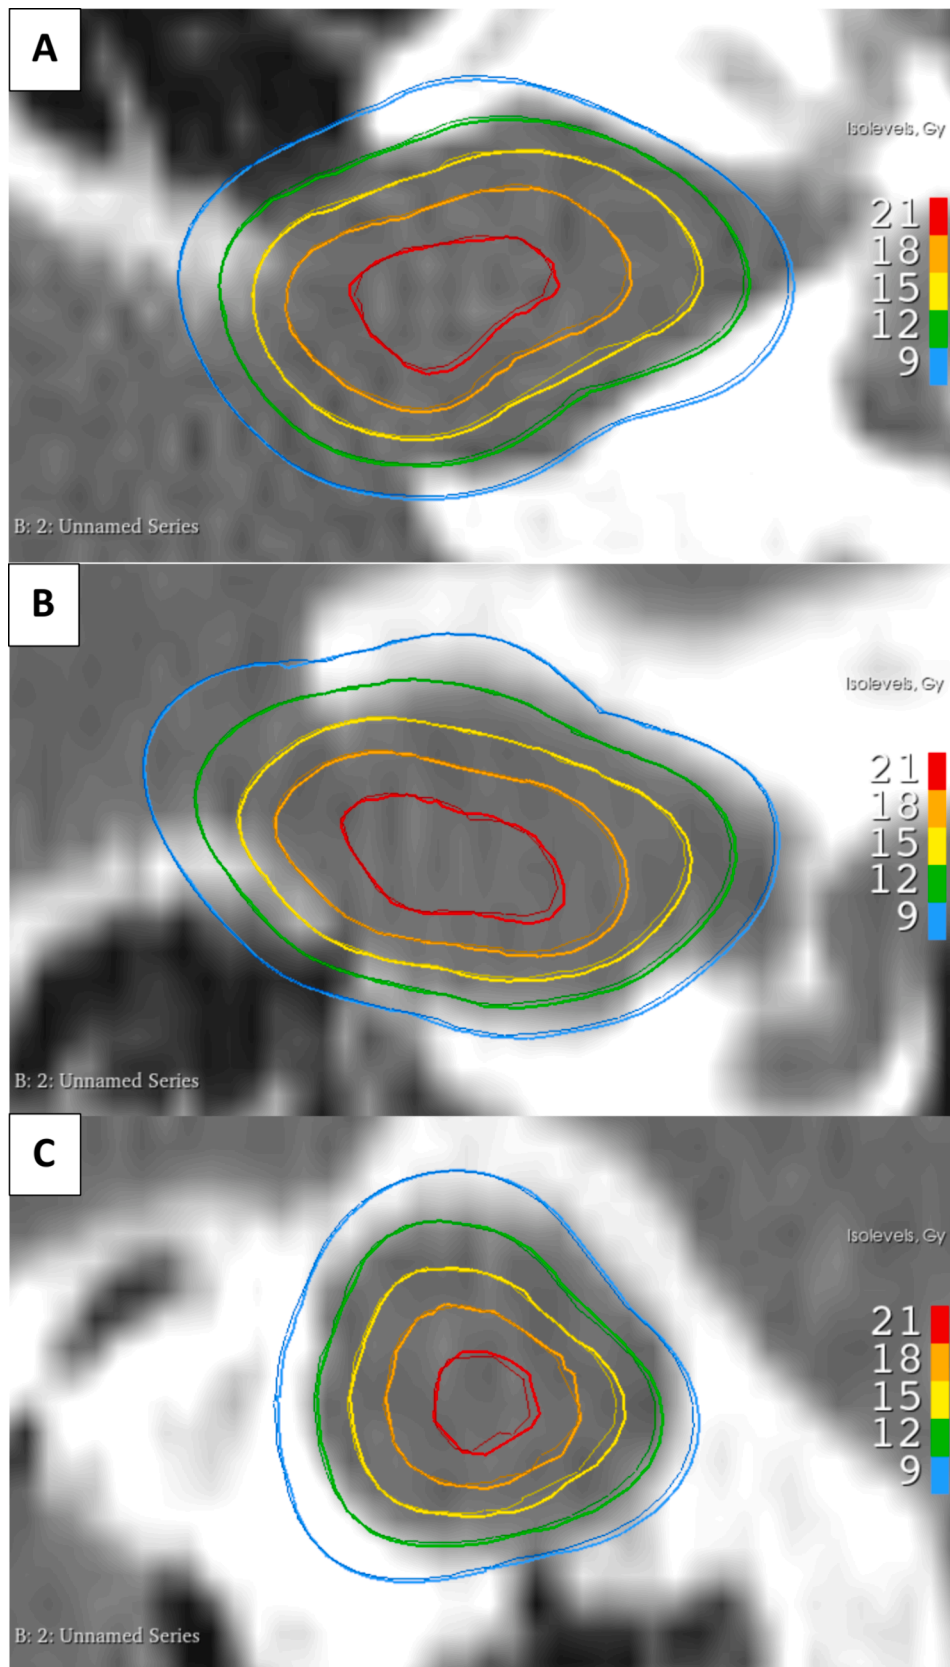 A
Isolevels, Gy
21
18
15
12
9
B: 2: Unnamed Series
B
Isolevels, Gy
21
18
15
12
9
B: 2: Unnamed Series
C
Isolevels, Gy
21
18
15
12
9
B: 2: Unnamed Series